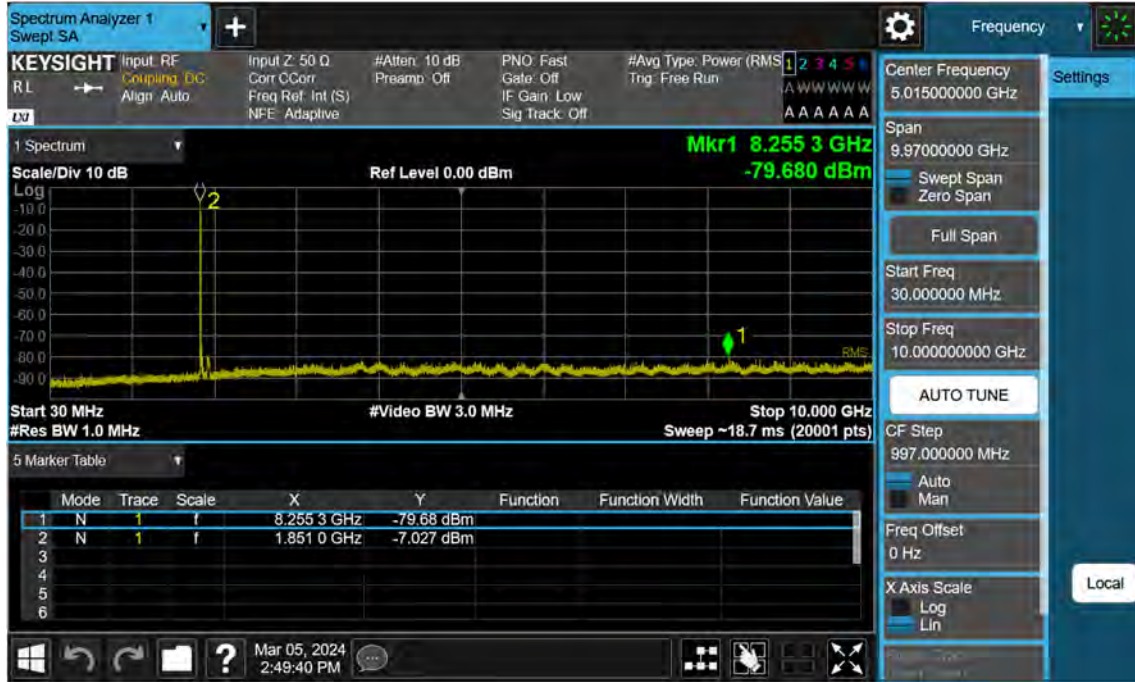 Spectrum Analyzer 1
Swept SA
+
Frequency
KEYSIGHT
Input: RF
Input Z: 50 Ω
#Atten: 10 dB
PNO: Fast
#Avg Type: Power (RMS
1 2 3 4 5 6
RL
Coupling: DC
Corr CCorr
Preamp: Off
Gate: Off
Trig: Free Run
A W W W W W
Align: Auto
Freq Ref: Int (S)
IF Gain: Low
LXI
NFE: Adaptive
Sig Track: Off
A A A A A A
1 Spectrum
Mkr1 8.255 3 GHz
Scale/Div 10 dB
Ref Level 0.00 dBm
-79.680 dBm
Log
2
-10.0
-20.0
-30.0
-40.0
-50.0
-60.0
-70.0
1
-80.0
RMS
-90.0
Start 30 MHz
#Video BW 3.0 MHz
Stop 10.000 GHz
#Res BW 1.0 MHz
Sweep ~18.7 ms (20001 pts)
5 Marker Table
Mode Trace Scale X Y Function Function Width Function Value
1 N 1 f 8.255 3 GHz -79.68 dBm
2 N 1 f 1.851 0 GHz -7.027 dBm
3
4
5
6
?
Mar 05, 2024
2:49:40 PM
Center Frequency
5.015000000 GHz
Settings
Span
9.97000000 GHz
Swept Span
Zero Span
Full Span
Start Freq
30.000000 MHz
Stop Freq
10.000000000 GHz
AUTO TUNE
CF Step
997.000000 MHz
Auto
Man
Freq Offset
0 Hz
X Axis Scale
Log
Lin
Local